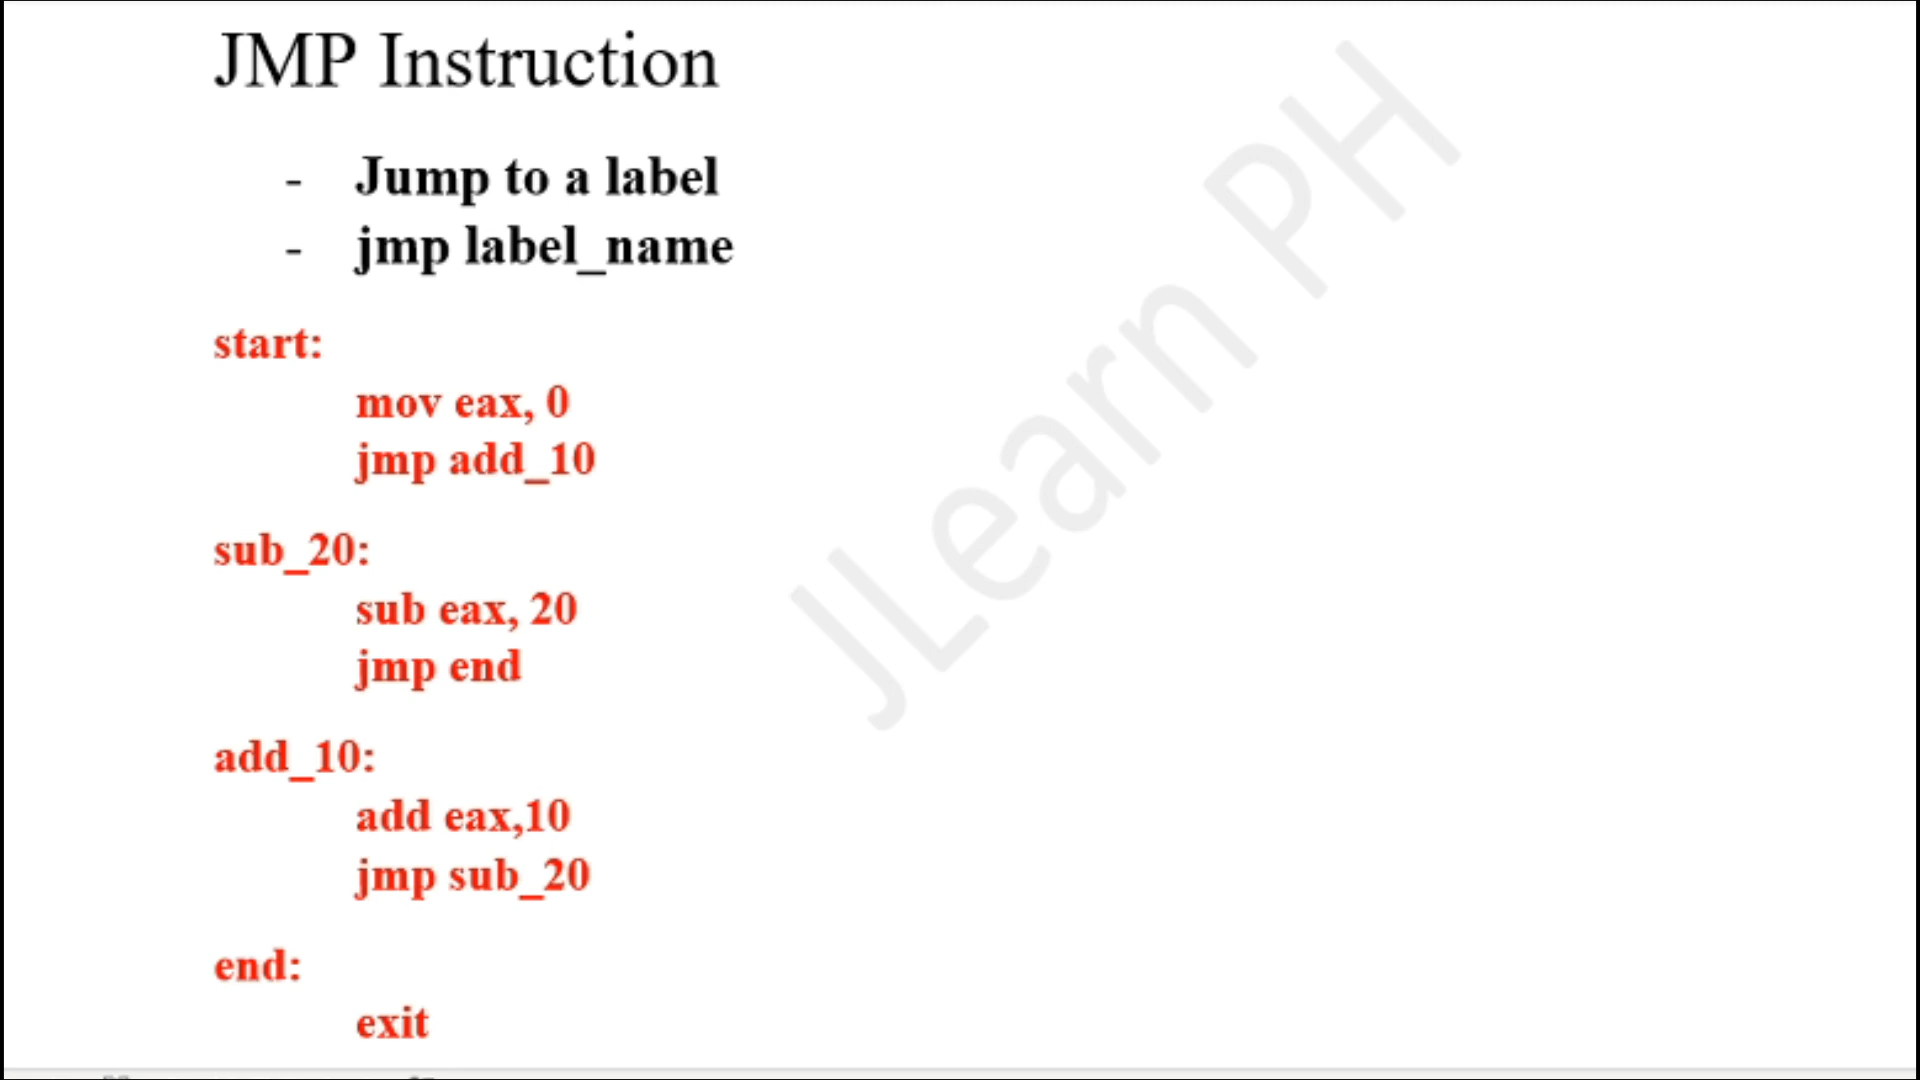 JMP Instruction
- Jump to a label
- jmp label_name
start:
mov eax, 0
jmp add_10
sub_20:
sub eax, 20
jmp end
add_10:
add eax,10
jmp sub_20
end:
exit
JLearn PH